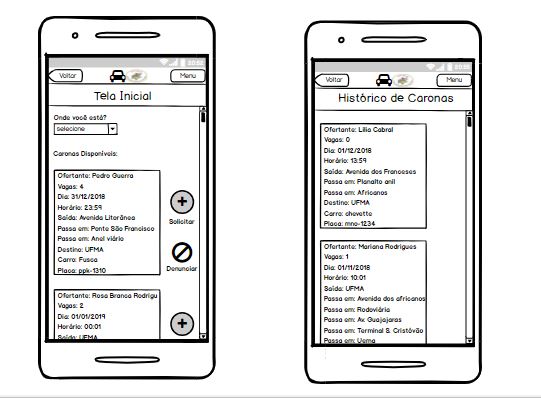 Voltar
Menu
Tela Inicial
Onde você está?
selecione
Caronas Disponíveis:
Ofertante: Pedro Guerra
Vagas: 4
Dia: 31/12/2018
Horário: 23:59
Saída: Avenida Litorânea
Passa em: Ponte São Francisco
Passa em: Anel viário
Destino: UFMA
Carro: Fusca
Placa: ppk-1310
Solicitar
Denunciar
Ofertante: Rosa Branca Rodrigu
Vagas: 2
Dia: 01/01/2019
Horário: 00:01
Saída: UEMA
Voltar
Menu
Histórico de Caronas
Ofertante: Lilia Cabral
Vagas: 0
Dia: 01/12/2018
Horário: 13:59
Saída: Avenida dos Franceses
Passa em: Planalto anil
Passa em: Africanos
Destino: UFMA
Carro: chevette
Placa: mno-1234
Ofertante: Mariana Rodrigues
Vagas: 1
Dia: 01/11/2018
Horário: 10:01
Saída: UFMA
Passa em: Avenida dos africanos
Passa em: Rodoviária
Passa em: Av. Guajajaras
Passa em: Terminal S. Cristóvão
Passa em: Uema